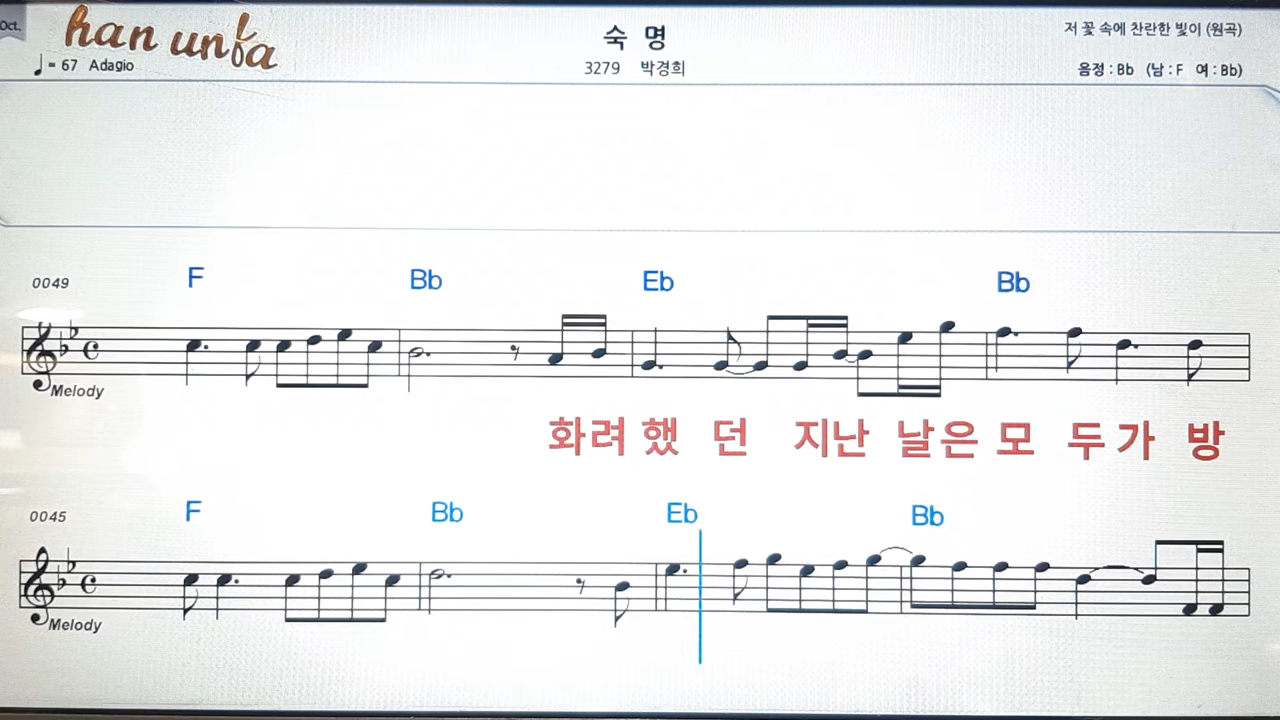 Oct.
han unfa
♩= 67 Adagio
숙 명
3279 박경희
저 꽃 속에 찬란한 빛이 (원곡)
음정 : Bb (남 : F 여 : Bb)
0049
F Bb Eb Bb
Melody
화려 했 던 지난 날은 모 두가 방
0045
F Bb Eb Bb
Melody